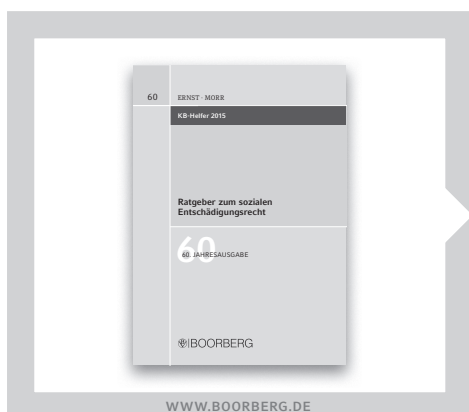 60
ERNST · MORR
KB-Helfer 2015
Ratgeber zum sozialen
Entschädigungsrecht
60
60. JAHRESAUSGABE
BOORBERG
WWW.BOORBERG.DE